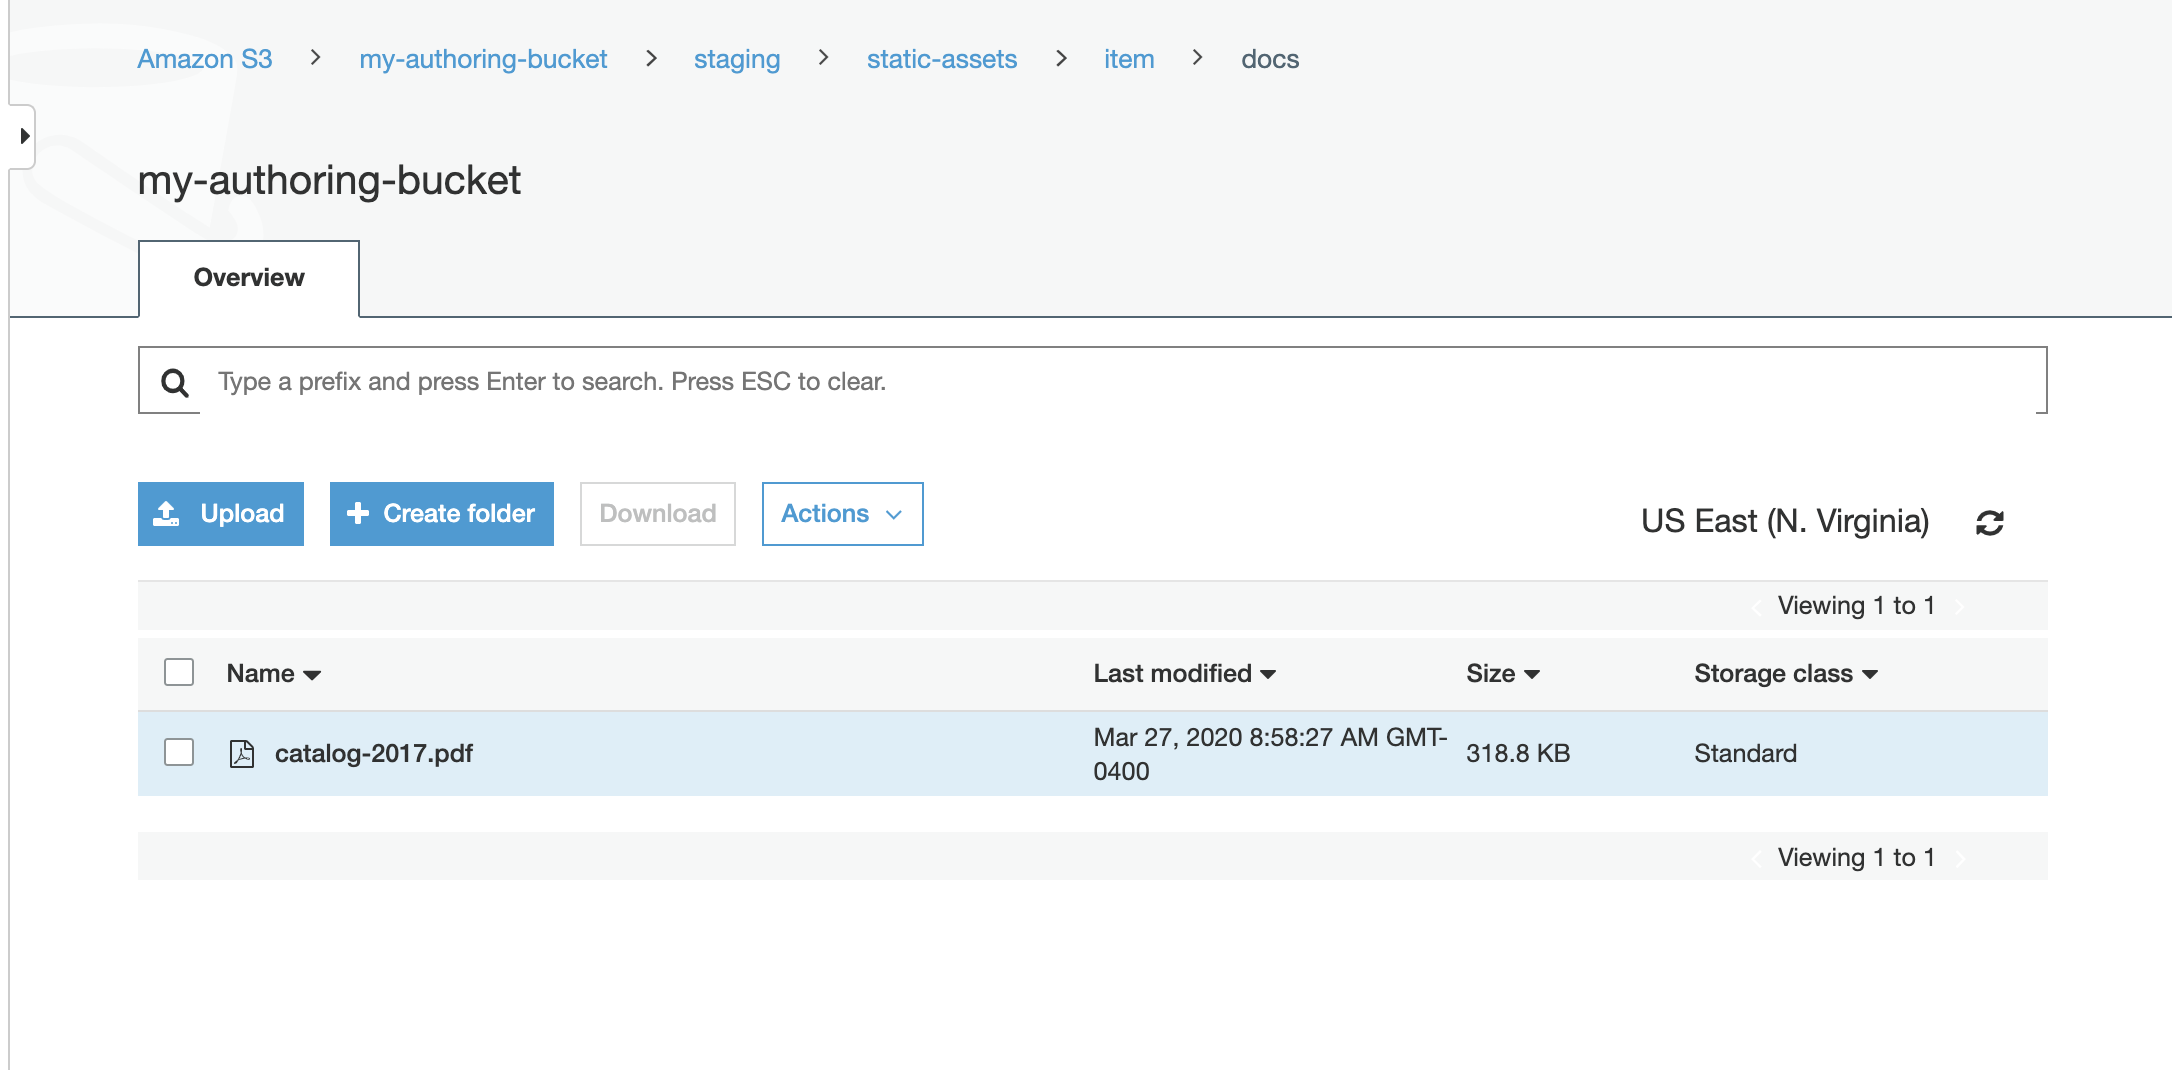 Amazon S3 > my-authoring-bucket > staging > static-assets > item > docs
my-authoring-bucket
Overview
Type a prefix and press Enter to search. Press ESC to clear.
Upload Create folder Download Actions US East (N. Virginia)
Viewing 1 to 1
Name Last modified Size Storage class
catalog-2017.pdf Mar 27, 2020 8:58:27 AM GMT-0400 318.8 KB Standard
Viewing 1 to 1